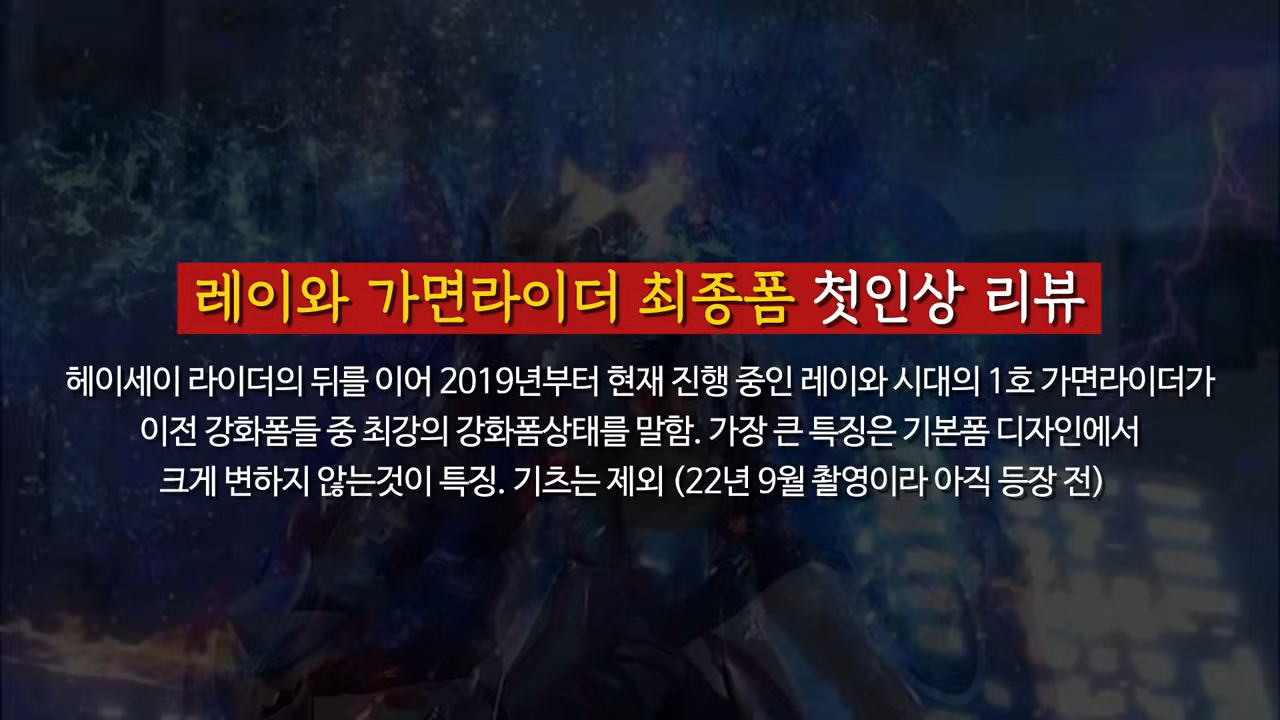 레이와 가면라이더 최종폼 첫인상 리뷰
헤이세이 라이더의 뒤를 이어 2019년부터 현재 진행 중인 레이와 시대의 1호 가면라이더가
이전 강화폼들 중 최강의 강화폼상태를 말함. 가장 큰 특징은 기본폼 디자인에서
크게 변하지 않는것이 특징. 기츠는 제외 (22년 9월 촬영이라 아직 등장 전)